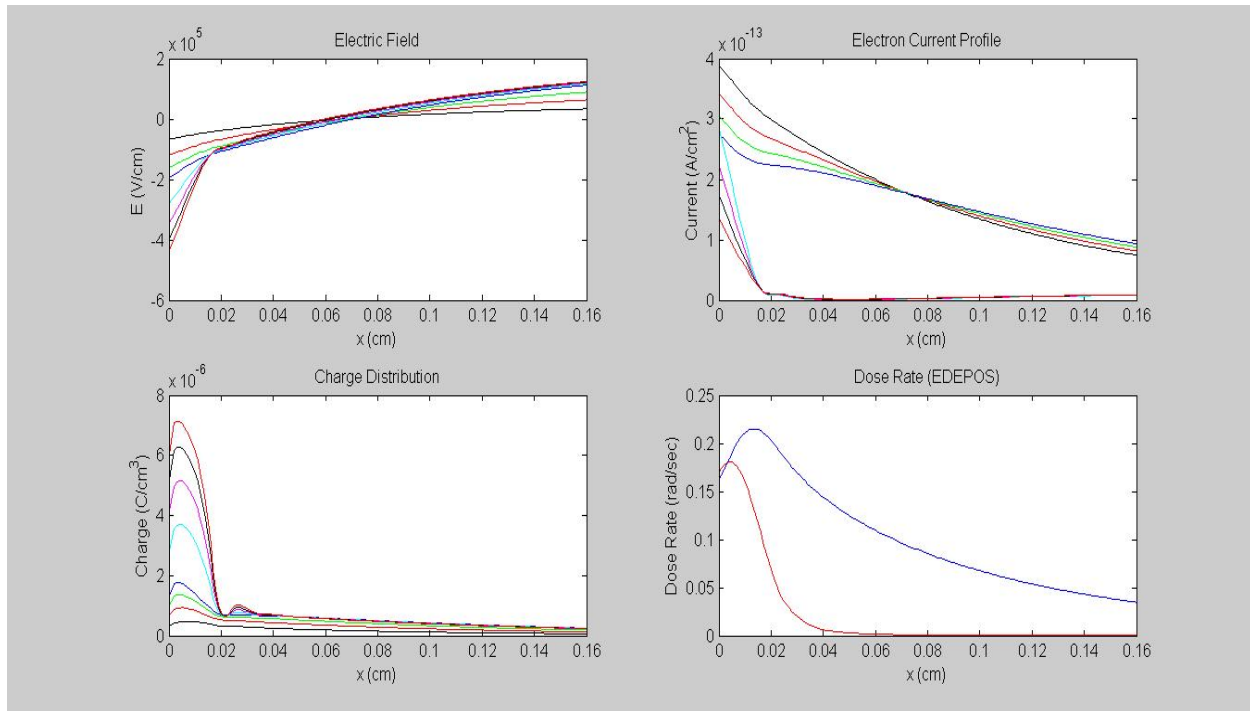 Electric Field
x 10^5
2
0
-2
-4
-6
E (V/cm)
0 0.02 0.04 0.06 0.08 0.1 0.12 0.14 0.16
x (cm)
Electron Current Profile
x 10^-13
4
3
2
1
0
Current (A/cm^2)
0 0.02 0.04 0.06 0.08 0.1 0.12 0.14 0.16
x (cm)
Charge Distribution
x 10^-6
8
6
4
2
0
Charge (C/cm^3)
0 0.02 0.04 0.06 0.08 0.1 0.12 0.14 0.16
x (cm)
Dose Rate (EDEPOS)
0.25
0.2
0.15
0.1
0.05
0
Dose Rate (rad/sec)
0 0.02 0.04 0.06 0.08 0.1 0.12 0.14 0.16
x (cm)